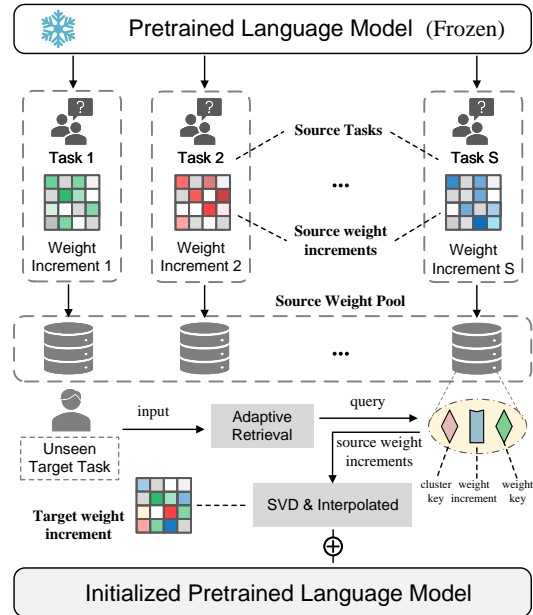 Pretrained Language Model (Frozen)
?
?
?
Task 1
Task 2
Source Tasks
Task S
...
Weight
Increment 1
Weight
Increment 2
Source weight
increments
Weight
Increment S
Source Weight Pool
...
input
Adaptive
Retrieval
query
Unseen
Target Task
source weight
increments
cluster
key
weight
increment
weight
key
Target weight
increment
SVD & Interpolated
Initialized Pretrained Language Model